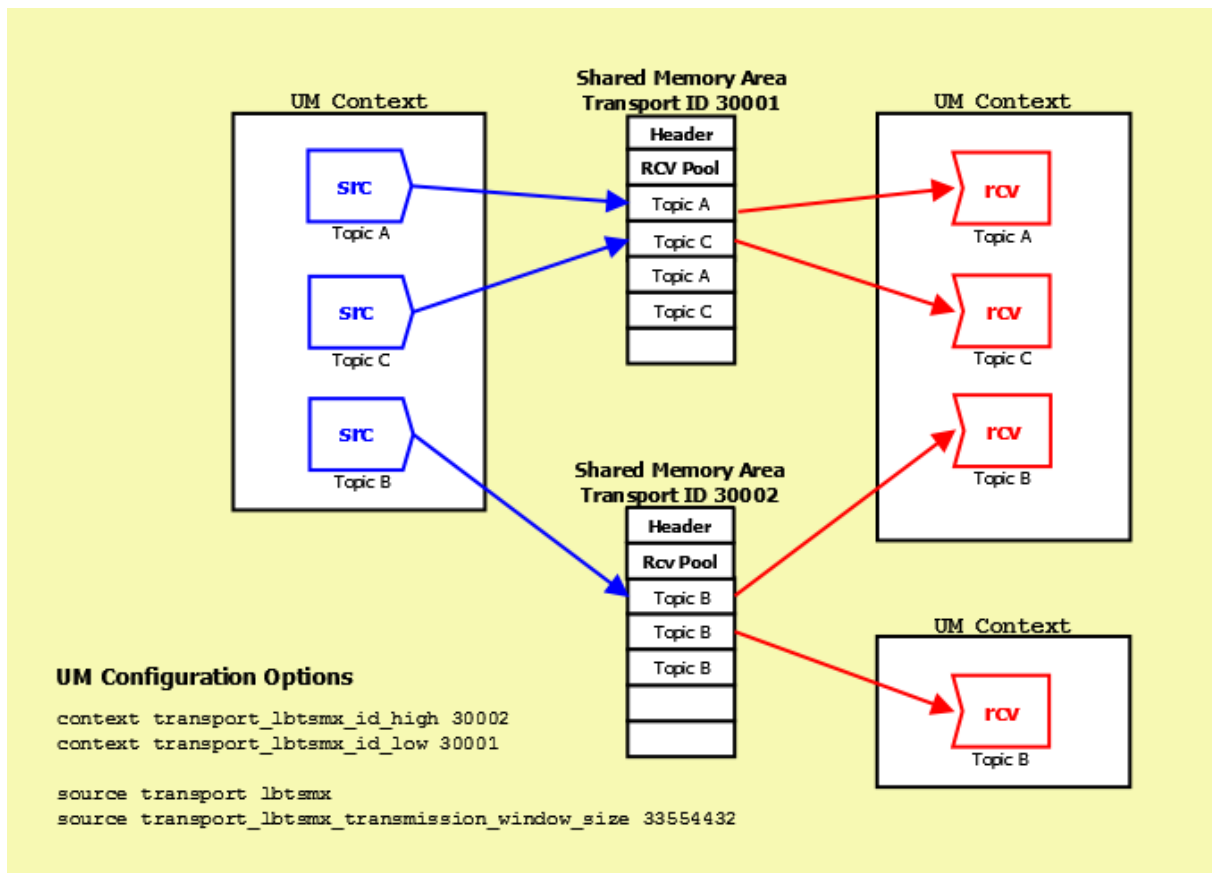 UM Context
src
Topic A
src
Topic C
src
Topic B
Shared Memory Area
Transport ID 30001
Header
RCV Pool
Topic A
Topic C
Topic A
Topic C
UM Context
rcv
Topic A
rcv
Topic C
rcv
Topic B
Shared Memory Area
Transport ID 30002
Header
Rcv Pool
Topic B
Topic B
Topic B
UM Context
rcv
Topic B
UM Configuration Options
context transport_lbtsmx_id_high 30002
context transport_lbtsmx_id_low 30001
source transport lbtsmx
source transport_lbtsmx_transmission_window_size 33554432